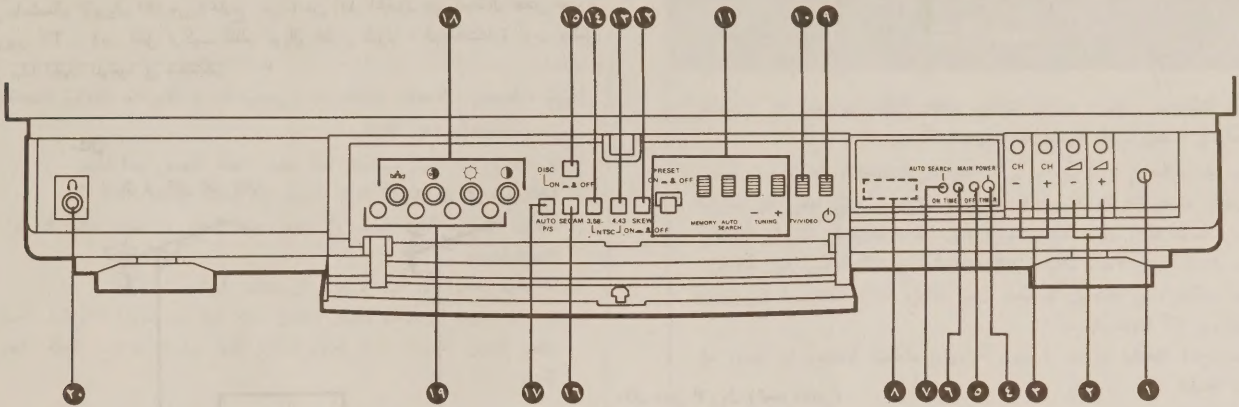 ١٨ ١٥ ١٤ ١٣ ١٢ ١١ ١٠ ٩
DISC
ON OFF
PRESET
ON OFF
AUTO SEARCH MAIN POWER
CH CH
- +
- +
ON TIME OFF TIMER
AUTO P/S
SECAM 3.58 4.43 SKEW
NTSC ON OFF
MEMORY AUTO SEARCH
- +
TUNING
TV/VIDEO
٢٠ ١٩ ١٧ ١٦ ٨ ٧ ٦ ٥ ٤ ٣ ٢ ١